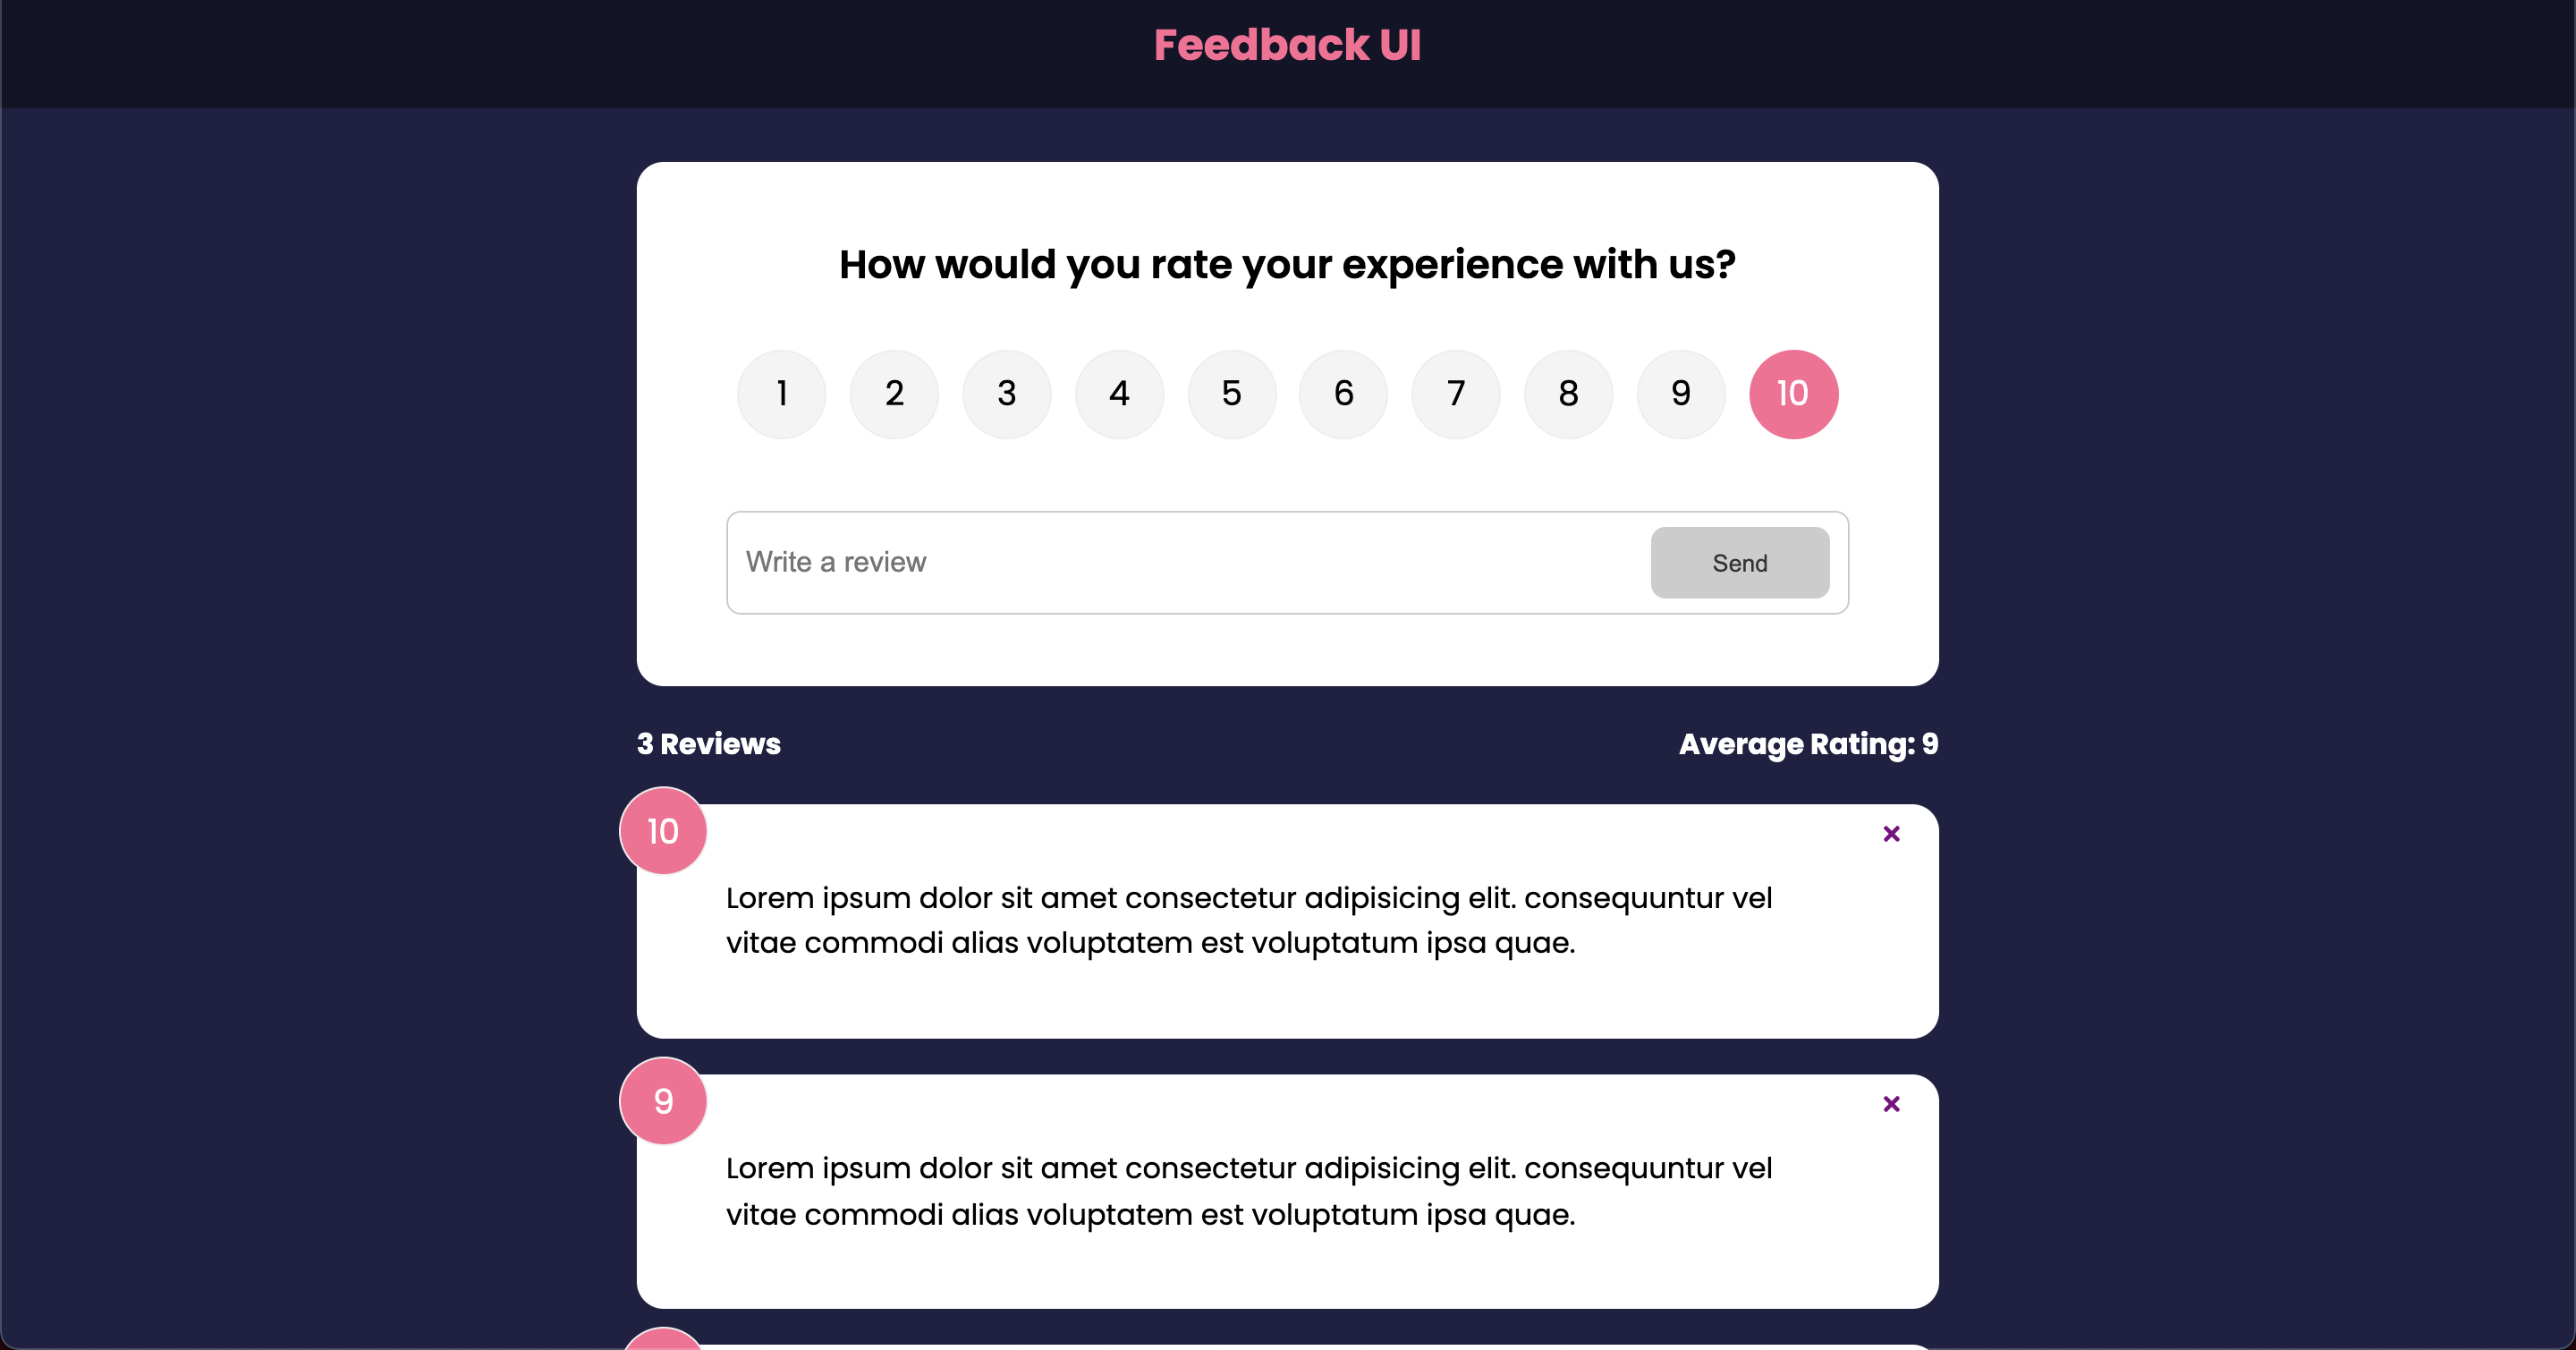 Feedback UI
How would you rate your experience with us?
1 2 3 4 5 6 7 8 9 10
Write a review
Send
3 Reviews
Average Rating: 9
10
Lorem ipsum dolor sit amet consectetur adipisicing elit. consequuntur vel
vitae commodi alias voluptatem est voluptatum ipsa quae.
9
Lorem ipsum dolor sit amet consectetur adipisicing elit. consequuntur vel
vitae commodi alias voluptatem est voluptatum ipsa quae.